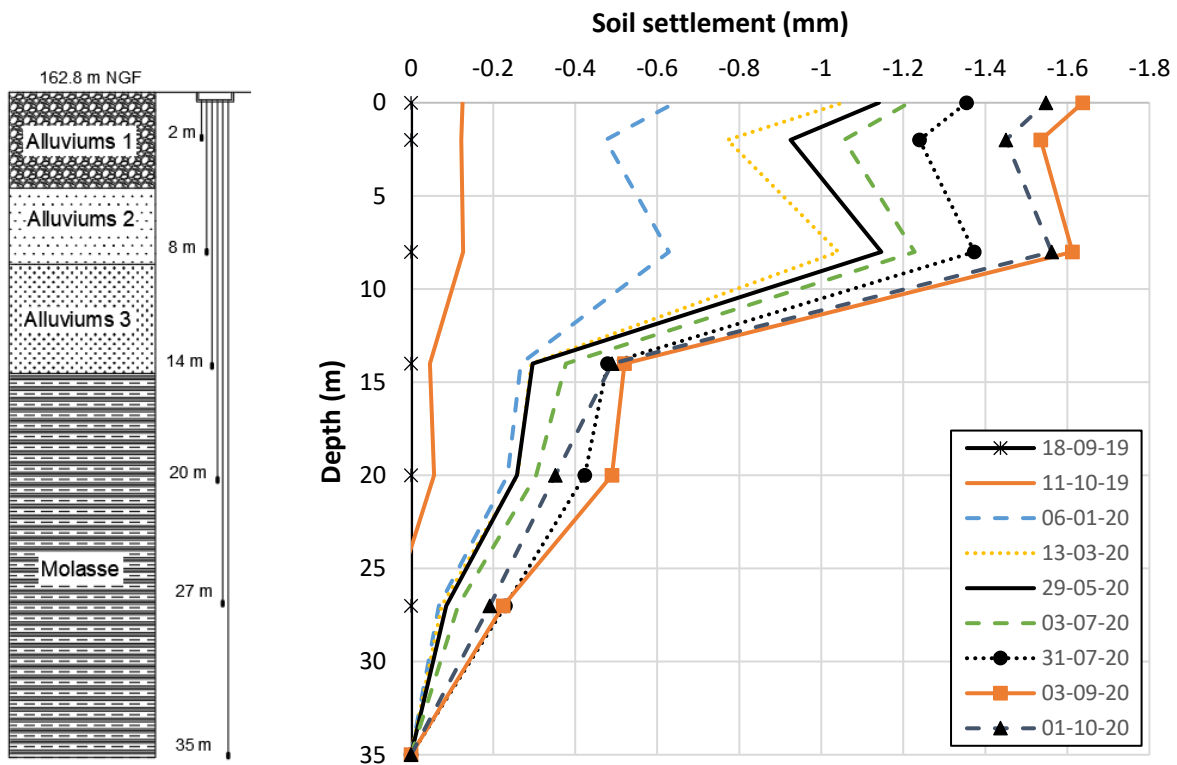 162.8 m NGF
Alluviums 1
2 m
Alluviums 2
8 m
Alluviums 3
14 m
20 m
Molasse
27 m
35 m
Soil settlement (mm)
0 -0.2 -0.4 -0.6 -0.8 -1 -1.2 -1.4 -1.6 -1.8
Depth (m)
0
5
10
15
20
25
30
35
18-09-19
11-10-19
06-01-20
13-03-20
29-05-20
03-07-20
31-07-20
03-09-20
01-10-20